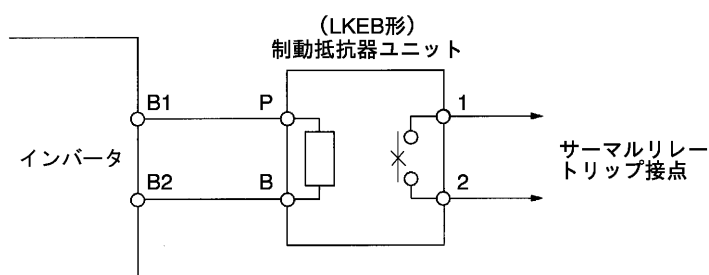 (LKEB形)
制動抵抗器ユニット
B1
P
1
インバータ
サーマルリレー
トリップ接点
B2
B
2